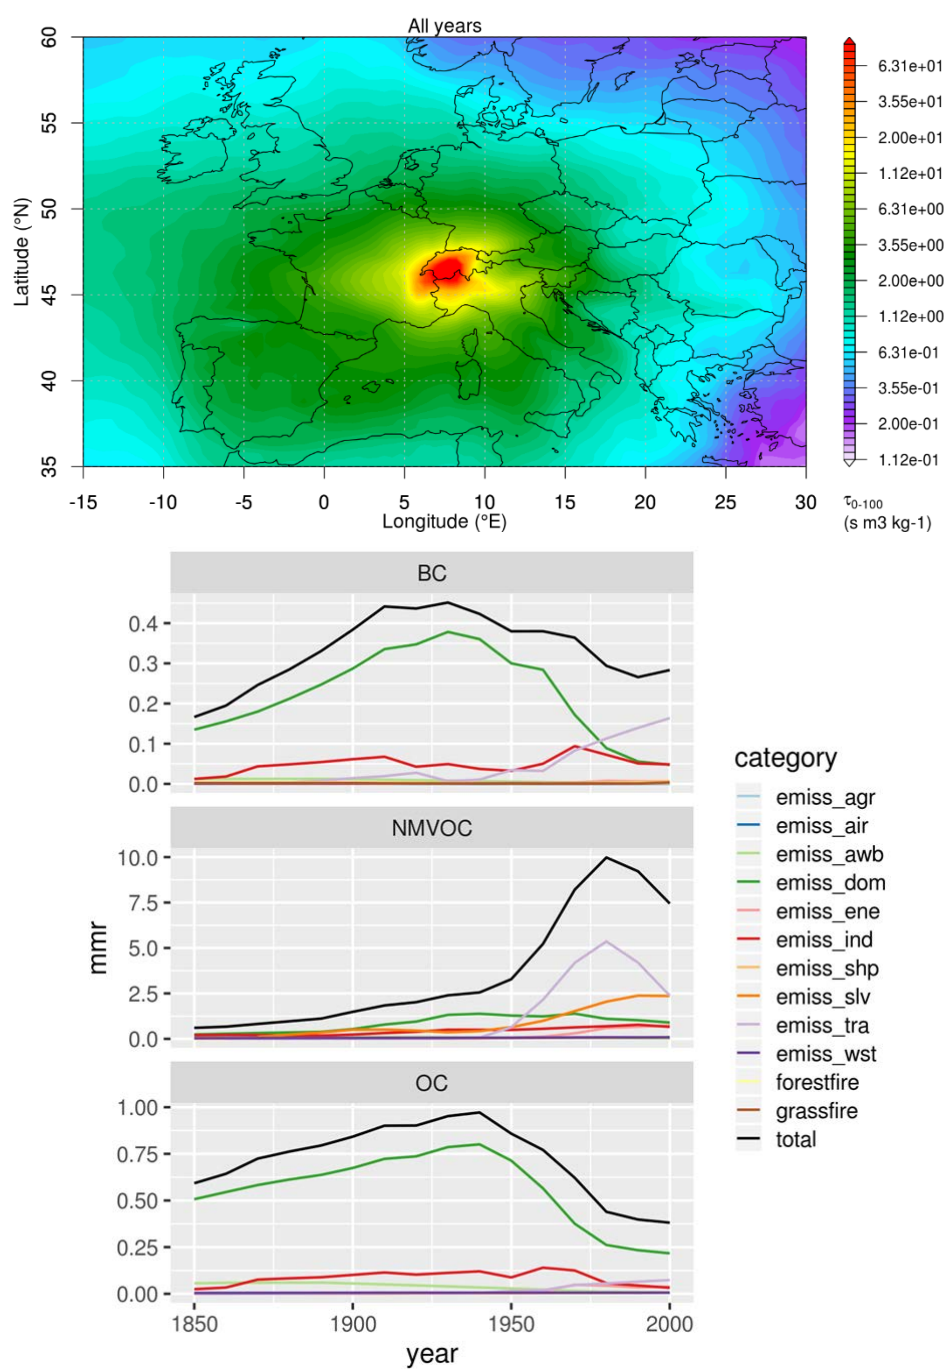 All years
60
55
50
45
40
35
Latitude (°N)
-15 -10 -5 0 5 10 15 20 25 30
Longitude (°E)
6.31e+01
3.55e+01
2.00e+01
1.12e+01
6.31e+00
3.55e+00
2.00e+00
1.12e+00
6.31e-01
3.55e-01
2.00e-01
1.12e-01
τ0-100
(s m3 kg-1)
BC
0.4
0.3
0.2
0.1
0.0
NMVOC
10.0
7.5
5.0
2.5
0.0
mmr
OC
1.00
0.75
0.50
0.25
0.00
1850 1900 1950 2000
year
category
emiss_agr
emiss_air
emiss_awb
emiss_dom
emiss_ene
emiss_ind
emiss_shp
emiss_slv
emiss_tra
emiss_wst
forestfire
grassfire
total